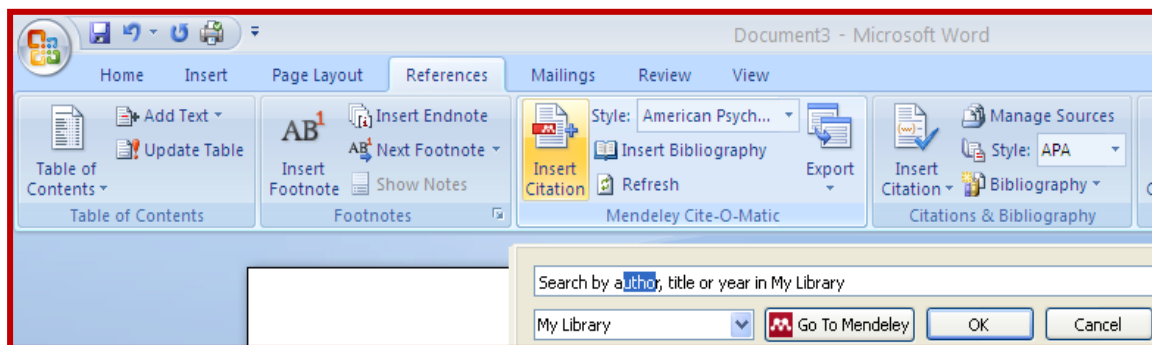 Document3 - Microsoft Word
Home Insert Page Layout References Mailings Review View
Table of Contents
Add Text
Update Table
Table of Contents
AB1
Insert Footnote
Insert Endnote
AB1 Next Footnote
Show Notes
Footnotes
Insert Citation
Style: American Psych...
Insert Bibliography
Refresh
Export
Mendeley Cite-O-Matic
Insert Citation
Manage Sources
Style: APA
Bibliography
Citations & Bibliography
Search by author, title or year in My Library
My Library Go To Mendeley OK Cancel